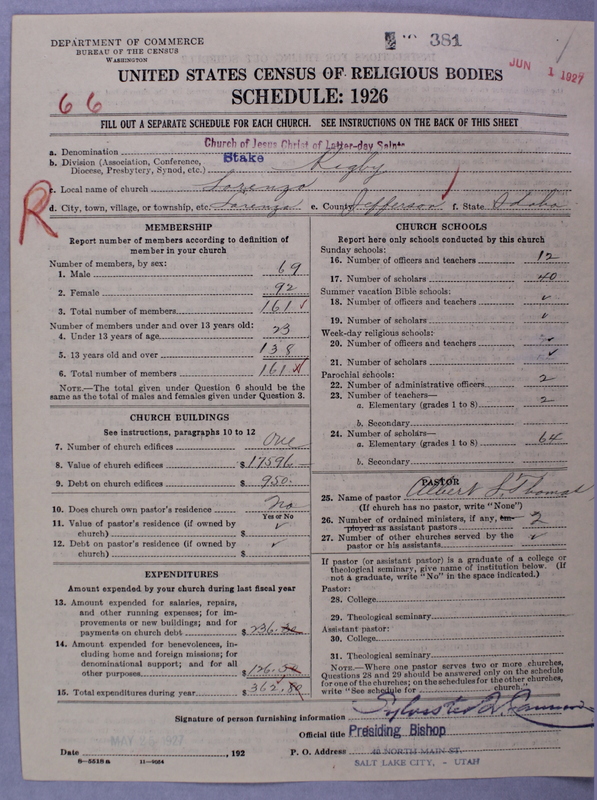 DEPARTMENT OF COMMERCE
BUREAU OF THE CENSUS
WASHINGTON
381
JUN 1 1927
UNITED STATES CENSUS OF RELIGIOUS BODIES
SCHEDULE: 1926
66
FILL OUT A SEPARATE SCHEDULE FOR EACH CHURCH. SEE INSTRUCTIONS ON THE BACK OF THIS SHEET
a. Denomination Church of Jesus Christ of Latter-day Saints
b. Division (Association, Conference, Diocese, Presbytery, Synod, etc.) Stake Rigby
c. Local name of church Lorenzo
R
d. City, town, village, or township, etc. Lorenzo e. County Jefferson f. State Idaho
MEMBERSHIP
Report number of members according to definition of
member in your church
Number of members, by sex:
1. Male 69
2. Female 92
3. Total number of members 161
Number of members under and over 13 years old:
4. Under 13 years of age 23
5. 13 years old and over 138
6. Total number of members 161
NOTE.—The total given under Question 6 should be
same as the total of males and females given under Question 3.
CHURCH BUILDINGS
See instructions, paragraphs 10 to 12
7. Number of church edifices One
8. Value of church edifices $17596
9. Debt on church edifices $950.
10. Does church own pastor's residence No
Yes or No
11. Value of pastor's residence (if owned by
church) $ ✓
12. Debt on pastor's residence (if owned by
church) $ ✓
EXPENDITURES
Amount expended by your church during last fiscal year
13. Amount expended for salaries, repairs,
and other running expenses; for im-
provements or new buildings; and for
payments on church debt $236.30
14. Amount expended for benevolences, in-
cluding home and foreign missions; for
denominational support; and for all
other purposes $126.50
15. Total expenditures during year $362.80
CHURCH SCHOOLS
Report here only schools conducted by this church
Sunday schools:
16. Number of officers and teachers 12
17. Number of scholars 40
Summer vacation Bible schools:
18. Number of officers and teachers ✓
19. Number of scholars ✓
Week-day religious schools:
20. Number of officers and teachers ✓
21. Number of scholars ✓
Parochial schools:
22. Number of administrative officers 2
23. Number of teachers—
a. Elementary (grades 1 to 8) 2
b. Secondary
24. Number of scholars—
a. Elementary (grades 1 to 8) 64
b. Secondary
PASTOR
25. Name of pastor Albert S. Thomas
(If church has no pastor, write "None")
26. Number of ordained ministers, if any, em-
ployed as assistant pastors 2
27. Number of other churches served by the
pastor or his assistants ✓
If pastor (or assistant pastor) is a graduate of a college or
theological seminary, give name of institution below. (If
not a graduate, write "No" in the space indicated.)
Pastor:
28. College
29. Theological seminary
Assistant pastor:
30. College
31. Theological seminary
NOTE.—Where one pastor serves two or more churches,
Questions 28 and 29 should be answered only on the schedule
for one of the churches; on the schedules for the other churches,
write "See schedule for church."
Signature of person furnishing information Sylvester Q. Cannon
Official title Presiding Bishop
Date MAY 1927, 192 P. O. Address 40 NORTH MAIN ST.
SALT LAKE CITY, - UTAH
8-5518a 11-9054